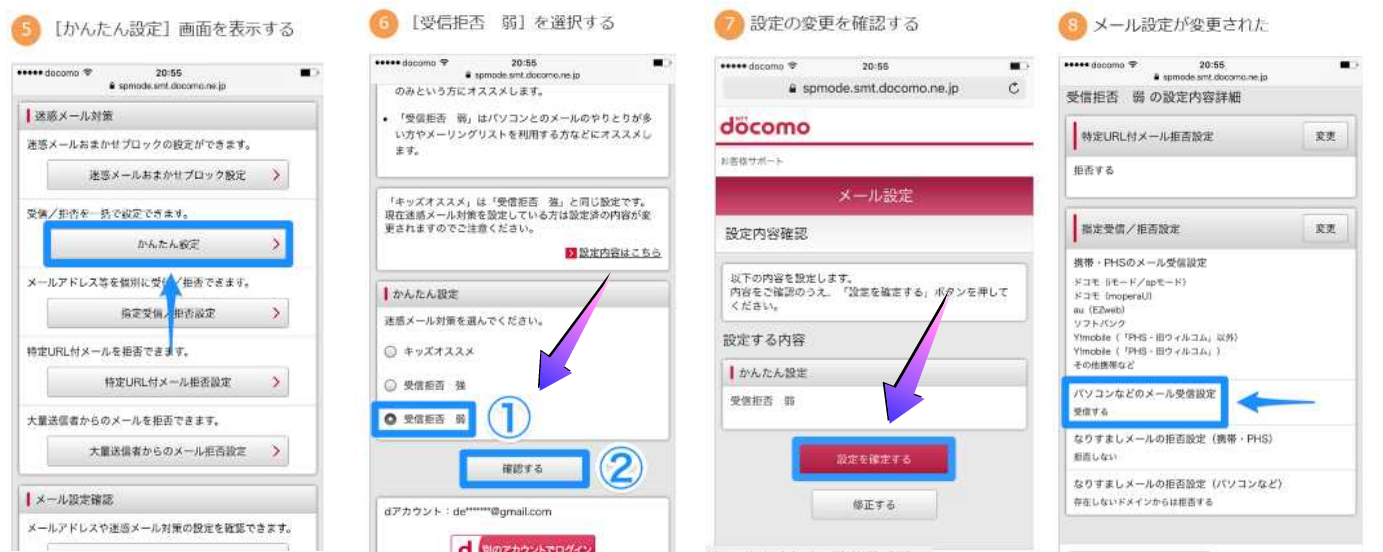 5 [かんたん設定] 画面を表示する
docomo 20:55
spmode.smt.docomo.ne.jp
迷惑メール対策
迷惑メールおまかせブロックの設定ができます。
迷惑メールおまかせブロック設定
受信/拒否を一括で設定できます。
かんたん設定
メールアドレス等を個別に受信/拒否できます。
指定受信/拒否設定
特定URL付メールを拒否できます。
特定URL付メール拒否設定
大量送信者からのメールを拒否できます。
大量送信者からのメール拒否設定
メール設定確認
メールアドレスや迷惑メール対策の設定を確認できます。
6 [受信拒否 弱] を選択する
docomo 20:55
spmode.smt.docomo.ne.jp
のみという方にオススメします。
・「受信拒否 弱」はパソコンとのメールのやりとりが多
い方やメーリングリストを利用する方などにオススメし
ます。
「キッズオススメ」は「受信拒否 強」と同じ設定です。
現在迷惑メール対策を設定している方は設定済の内容が変
更されますのでご注意ください。
設定内容はこちら
かんたん設定
迷惑メール対策を選んでください。
キッズオススメ
受信拒否 強
受信拒否 弱 ①
確認する ②
dアカウント:de******@gmail.com
d 別のアカウントでログイン
7 設定の変更を確認する
docomo 20:55
spmode.smt.docomo.ne.jp
NTT
docomo
お客様サポート
メール設定
設定内容確認
以下の内容を設定します。
内容をご確認のうえ、「設定を確定する」ボタンを押して
ください。
設定する内容
かんたん設定
受信拒否 弱
設定を確定する
修正する
8 メール設定が変更された
docomo 20:55
spmode.smt.docomo.ne.jp
受信拒否 弱 の設定内容詳細
特定URL付メール拒否設定 変更
拒否する
指定受信/拒否設定 変更
携帯・PHSのメール受信設定
ドコモ (iモード/spモード)
ドコモ (moperaU)
au (EZweb)
ソフトバンク
Y!mobile (「PHS・旧ウィルコム」以外)
Y!mobile (「PHS・旧ウィルコム」)
その他携帯など
パソコンなどのメール受信設定
受信する
なりすましメールの拒否設定 (携帯・PHS)
拒否しない
なりすましメールの拒否設定 (パソコンなど)
存在しないドメインからは拒否する